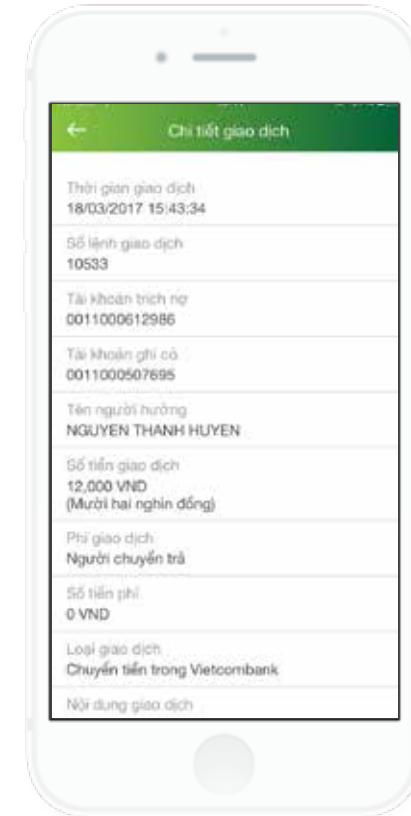 Chi tiết giao dịch
Thời gian giao dịch
18/03/2017 15:43:34
Số lệnh giao dịch
10533
Tài khoản trích nợ
0011000612986
Tài khoản ghi có
0011000507695
Tên người hưởng
NGUYEN THANH HUYEN
Số tiền giao dịch
12,000 VND
(Mười hai nghìn đồng)
Phí giao dịch
Người chuyển trả
Số tiền phí
0 VND
Loại giao dịch
Chuyển tiền trong Vietcombank
Nội dung giao dịch